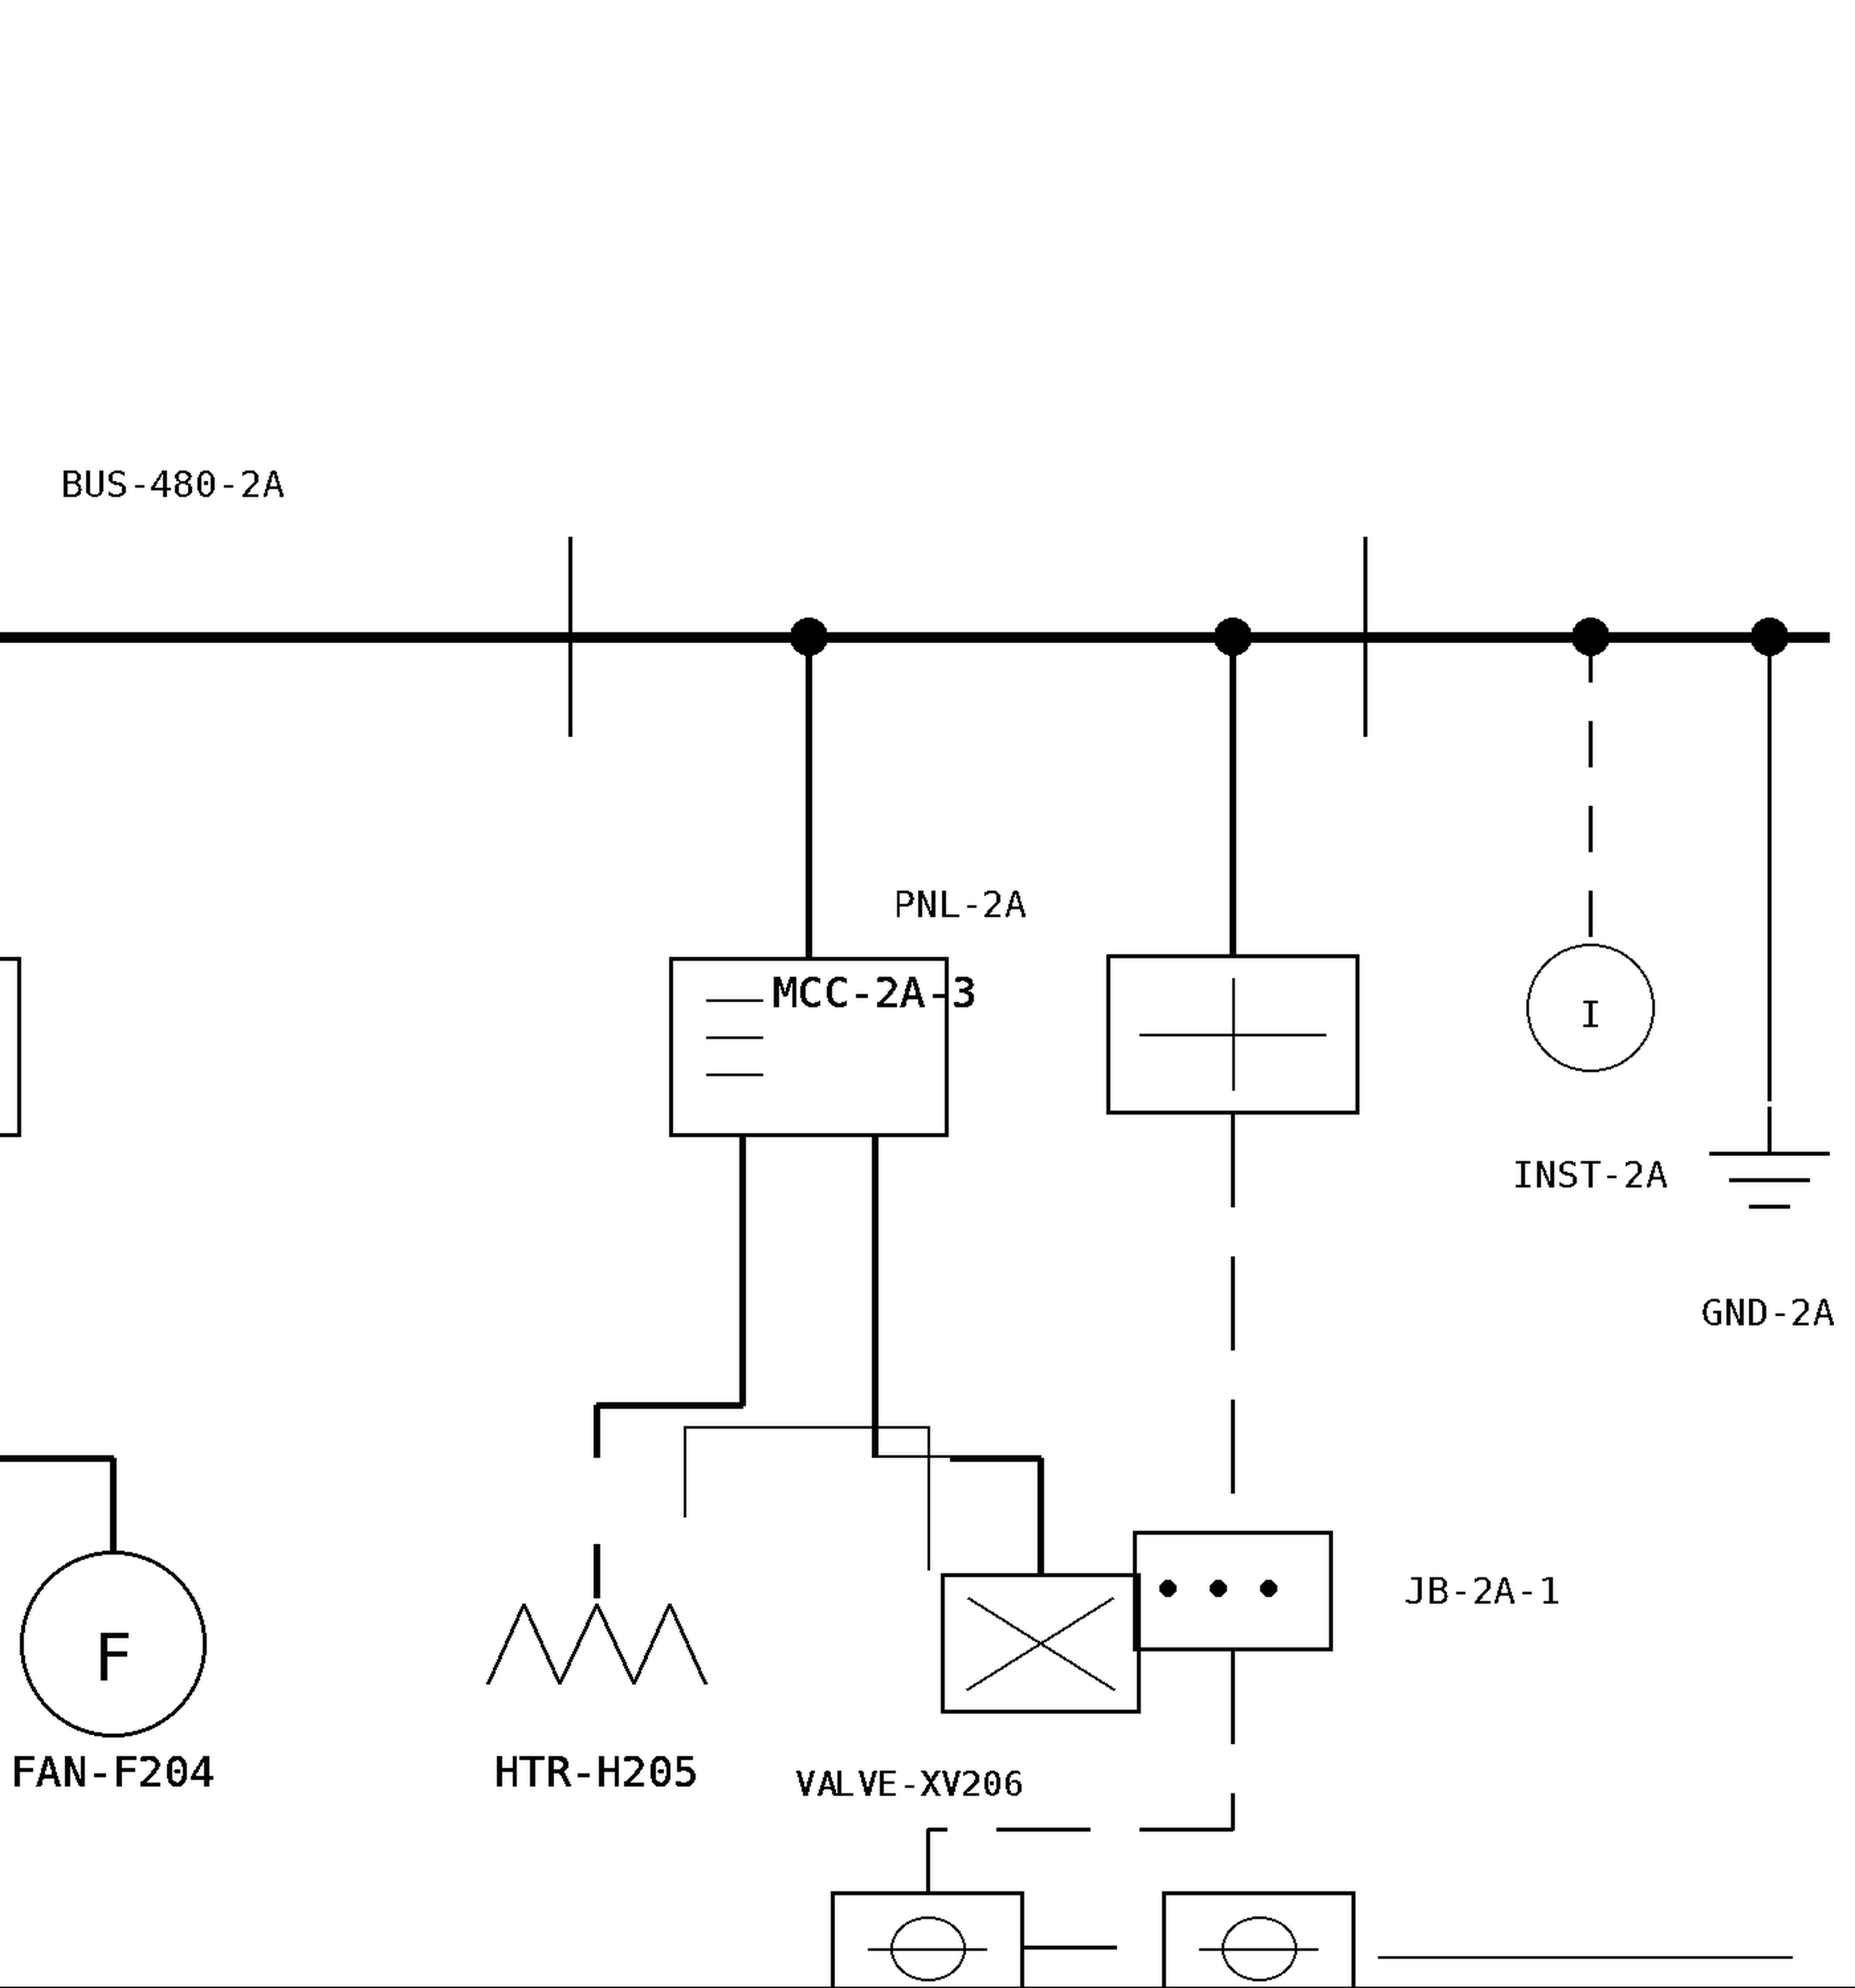 BUS-480-2A
PNL-2A
MCC-2A-3
I
INST-2A
GND-2A
JB-2A-1
F
FAN-F204
HTR-H205
VALVE-XV206